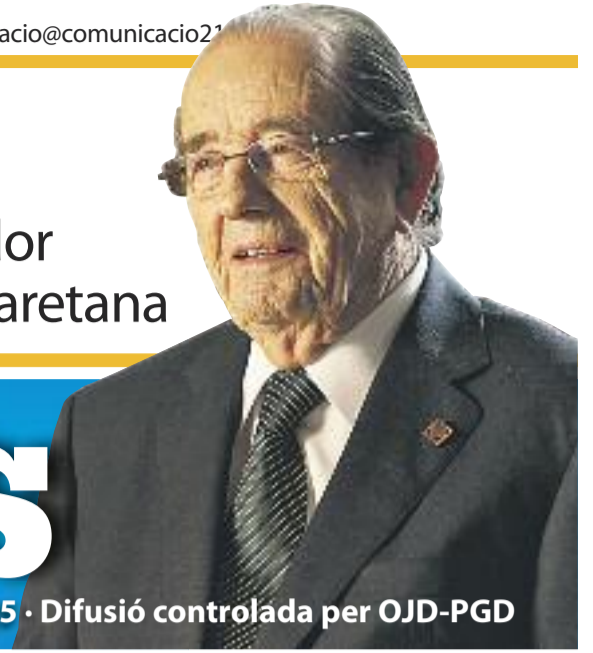 acio@comunicacio21
lor
aretana
s
5 · Difusió controlada per OJD-PGD